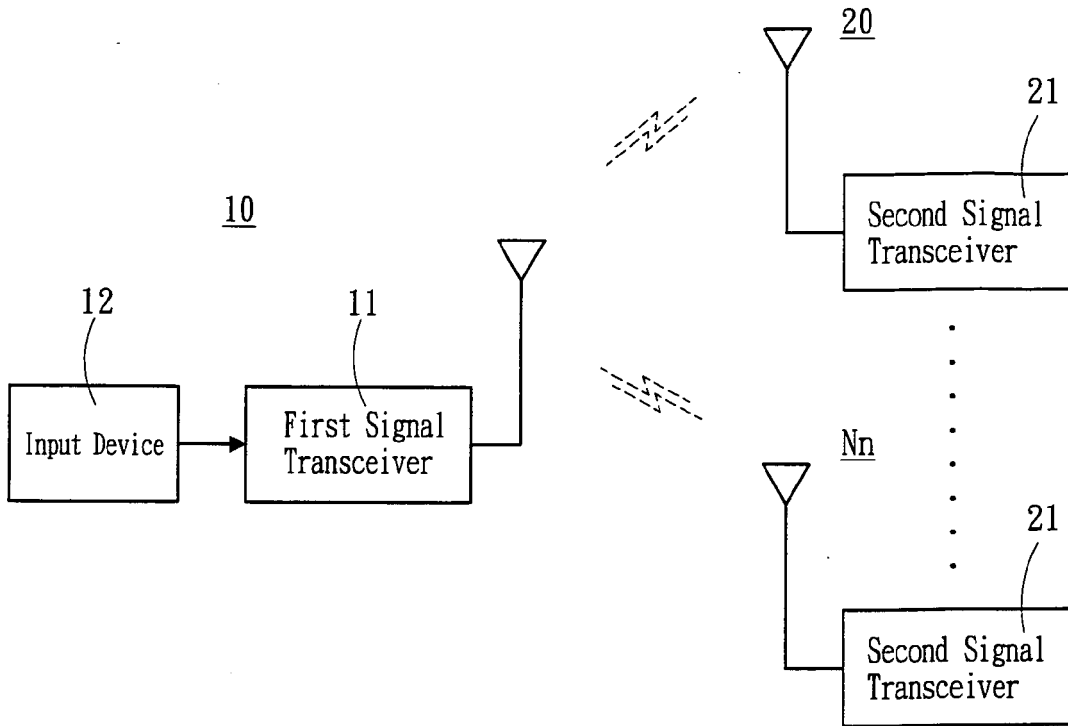 20
21
Second Signal
Transceiver
10
12
11
Input Device
First Signal
Transceiver
Nn
21
Second Signal
Transceiver